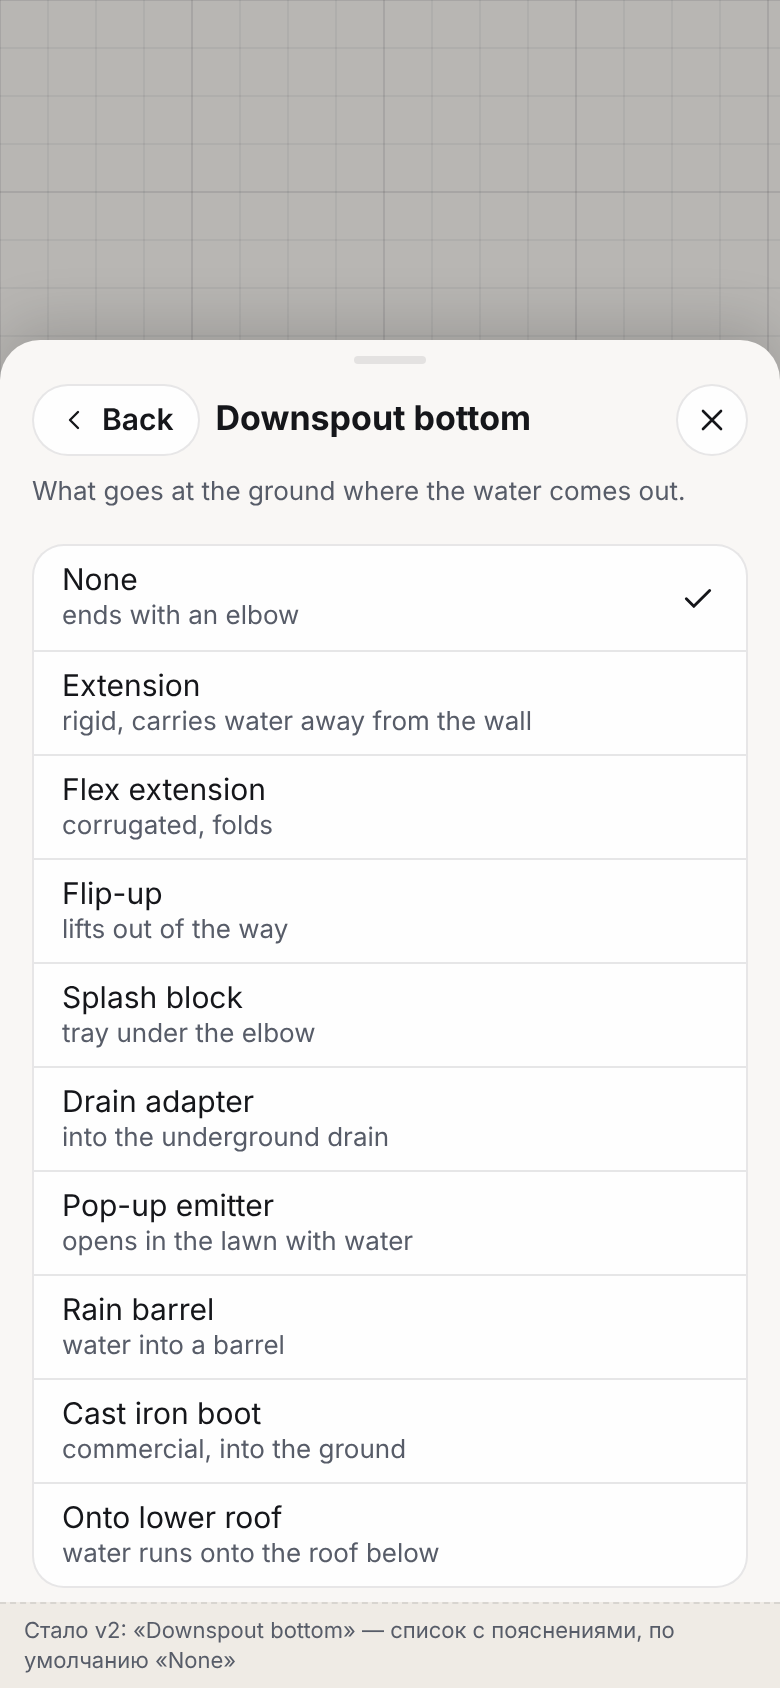 Back
Downspout bottom
What goes at the ground where the water comes out.
None
ends with an elbow
Extension
rigid, carries water away from the wall
Flex extension
corrugated, folds
Flip-up
lifts out of the way
Splash block
tray under the elbow
Drain adapter
into the underground drain
Pop-up emitter
opens in the lawn with water
Rain barrel
water into a barrel
Cast iron boot
commercial, into the ground
Onto lower roof
water runs onto the roof below
Стало v2: «Downspout bottom» — список с пояснениями, по
умолчанию «None»